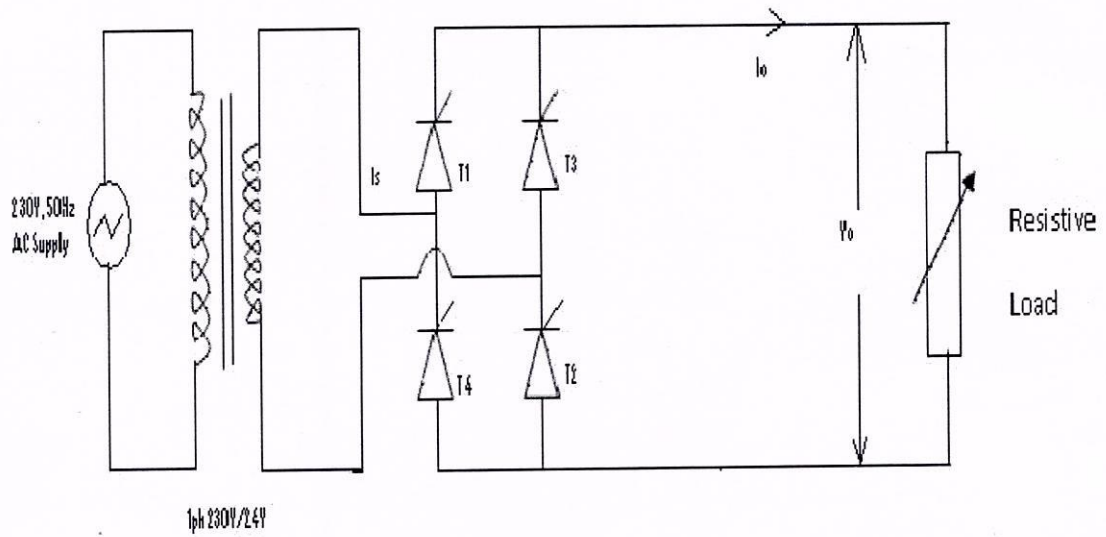 Io
T1
T3
Is
230V,50Hz
AC Supply
Vo
Resistive
Load
T4
T2
1ph 230V/24V